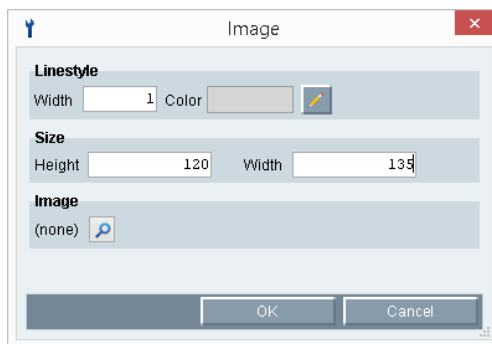 Image
Linestyle
Width 1 Color
Size
Height 120 Width 135
Image
(none)
OK Cancel